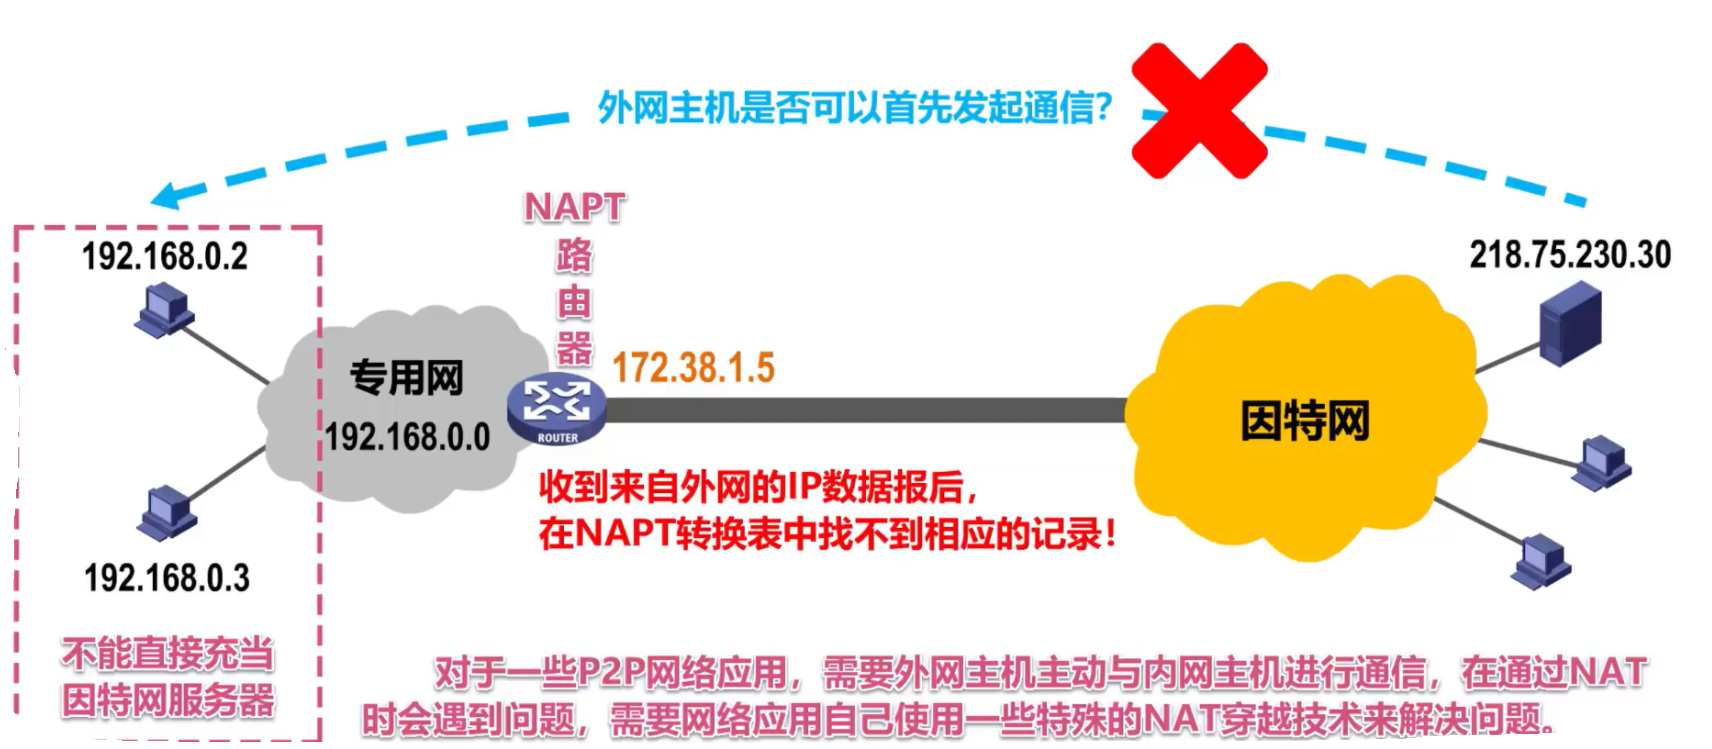 外网主机是否可以首先发起通信?
NAPT
路
由
器
192.168.0.2
218.75.230.30
172.38.1.5
专用网
192.168.0.0
ROUTER
因特网
收到来自外网的IP数据报后,
在NAPT转换表中找不到相应的记录!
192.168.0.3
不能直接充当
因特网服务器
对于一些P2P网络应用，需要外网主机主动与内网主机进行通信，在通过NAT
时会遇到问题，需要网络应用自己使用一些特殊的NAT穿越技术来解决问题。